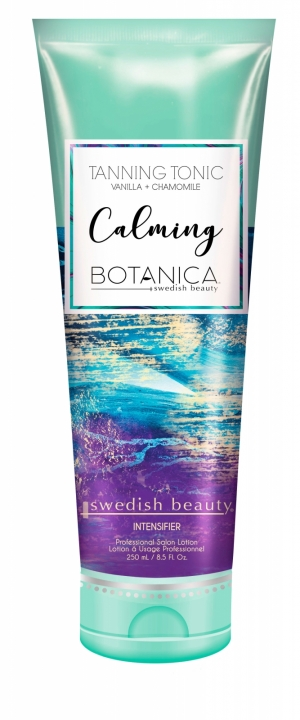 TANNING TONIC
VANILLA + CHAMOMILE
Calming
BOTANICA™
swedish beauty
swedish beauty®
INTENSIFIER
Professional Salon Lotion
Lotion à Usage Professionnel
250 mL / 8.5 Fl. Oz.